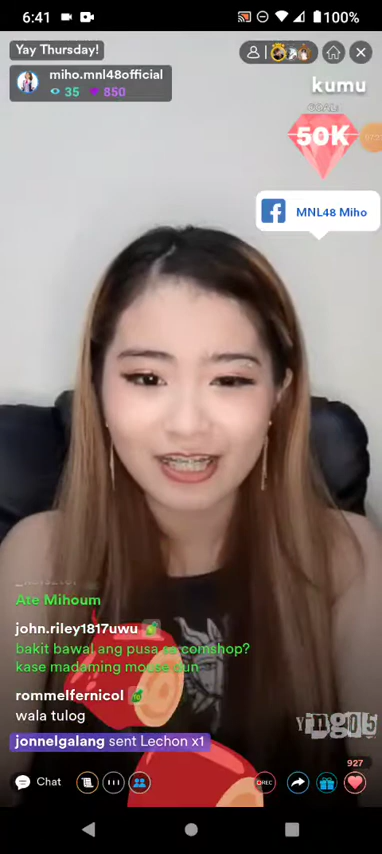 6:41
100%
Yay Thursday!
miho.mnl48official
35 850
kumu
GOAL:
50K
MNL48 Miho
Ate Mihoum
john.riley1817uwu
bakit bawal ang pusa sa comshop?
kase madaming mouse dun
rommelfernicol
wala tulog
jonnelgalang sent Lechon x1
927
Chat